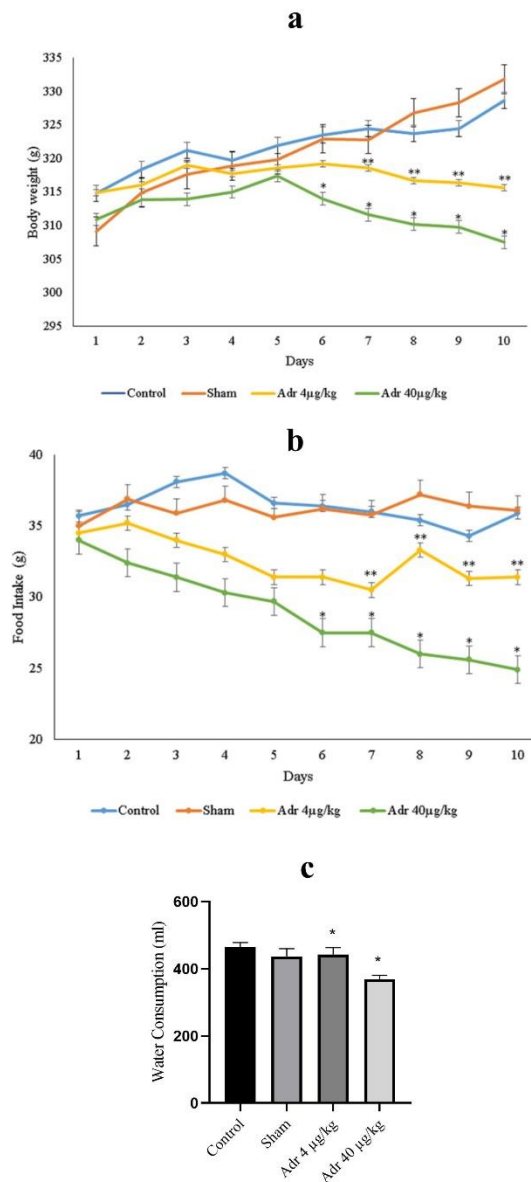 a
335
330
325
320
315
310
305
300
295
Body weight (g)
** ** ** **
* * * * *
1 2 3 4 5 6 7 8 9 10
Days
Control Sham Adr 4µg/kg Adr 40µg/kg
b
40
35
30
25
20
Food Intake (g)
** ** ** **
* * * * *
1 2 3 4 5 6 7 8 9 10
Days
Control Sham Adr 4µg/kg Adr 40µg/kg
c
600
400
200
0
Water Consumption (ml)
* *
Control
Sham
Adr 4 µg/kg
Adr 40 µg/kg